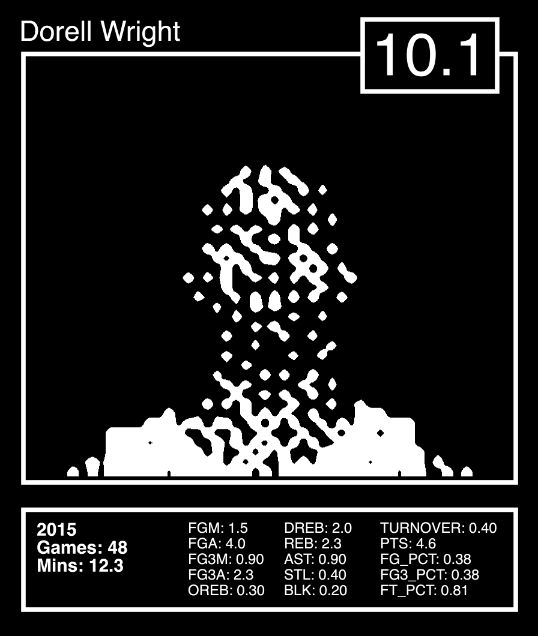 Dorell Wright
10.1
2015
Games: 48
Mins: 12.3
FGM: 1.5
FGA: 4.0
FG3M: 0.90
FG3A: 2.3
OREB: 0.30
DREB: 2.0
REB: 2.3
AST: 0.90
STL: 0.40
BLK: 0.20
TURNOVER: 0.40
PTS: 4.6
FG_PCT: 0.38
FG3_PCT: 0.38
FT_PCT: 0.81